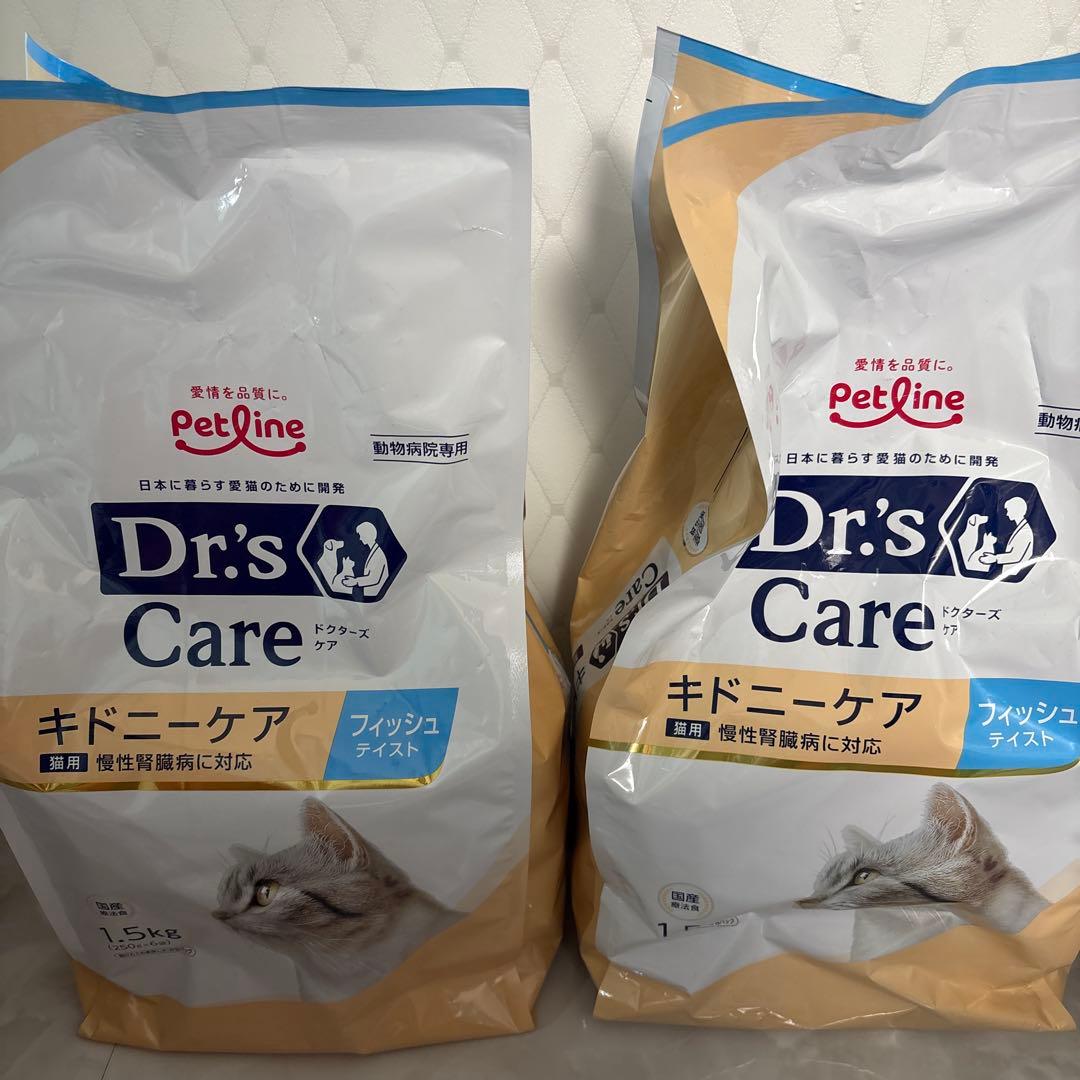 愛情を品質に。
Petline
動物病院専用
日本に暮らす愛猫のために開発
Dr.'s
Care
ドクターズ
ケア
キドニーケア
フィッシュ
テイスト
猫用 慢性腎臓病に対応
国産
療法食
1.5kg
(250g×6袋)
愛情を品質に。
Petline
日本に暮らす愛猫のために開発
Dr.'s
Care
ドクターズ
ケア
Dr.'s
Care
キドニーケア
フィッシュ
テイスト
猫用 慢性腎臓病に対応
国産
療法食